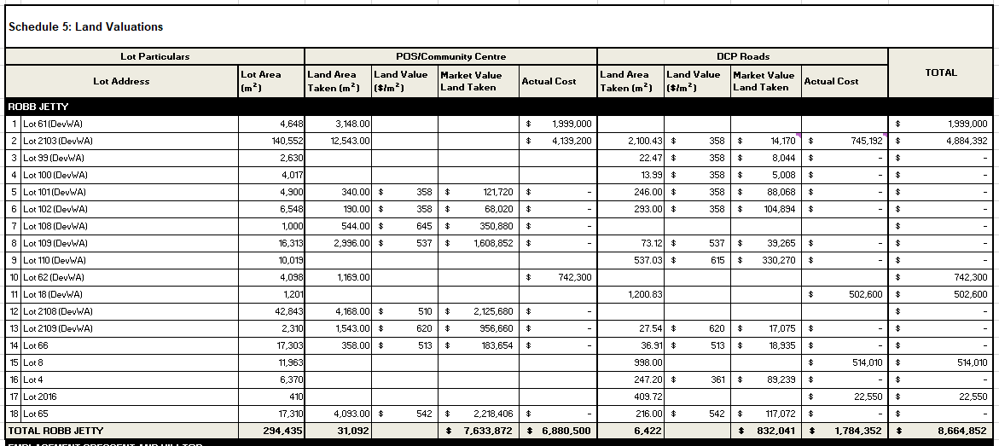 Schedule 5: Land Valuations
Lot Particulars POS/Community Centre DCP Roads TOTAL
Lot Address Lot Area (m²) Land Area Taken (m²) Land Value ($/m²) Market Value Land Taken Actual Cost Land Area Taken (m²) Land Value ($/m²) Market Value Land Taken Actual Cost
ROBB JETTY
1 Lot 61 (DevWA) 4,648 3,148.00 $ 1,999,000 $ 1,999,000
2 Lot 2103 (DevWA) 140,552 12,543.00 $ 4,139,200 2,100.43 $ 358 $ 14,170 $ 745,192 $ 4,884,392
3 Lot 99 (DevWA) 2,630 22.47 $ 358 $ 8,044 $ - $ -
4 Lot 100 (DevWA) 4,017 13.99 $ 358 $ 5,008 $ - $ -
5 Lot 101 (DevWA) 4,900 340.00 $ 358 $ 121,720 $ - 246.00 $ 358 $ 88,068 $ - $ -
6 Lot 102 (DevWA) 6,548 190.00 $ 358 $ 68,020 $ - 293.00 $ 358 $ 104,894 $ - $ -
7 Lot 108 (DevWA) 1,000 544.00 $ 645 $ 350,880 $ - $ -
8 Lot 109 (DevWA) 16,313 2,996.00 $ 537 $ 1,608,852 $ - 73.12 $ 537 $ 39,265 $ - $ -
9 Lot 110 (DevWA) 10,019 537.03 $ 615 $ 330,270 $ - $ -
10 Lot 62 (DevWA) 4,098 1,169.00 $ 742,300 $ 742,300
11 Lot 18 (DevWA) 1,201 1,200.83 $ 502,600 $ 502,600
12 Lot 2108 (DevWA) 42,843 4,168.00 $ 510 $ 2,125,680 $ - $ -
13 Lot 2109 (DevWA) 2,310 1,543.00 $ 620 $ 956,660 $ - 27.54 $ 620 $ 17,075 $ - $ -
14 Lot 66 17,303 358.00 $ 513 $ 183,654 $ - 36.91 $ 513 $ 18,935 $ - $ -
15 Lot 8 11,963 998.00 $ 514,010 $ 514,010
16 Lot 4 6,370 247.20 $ 361 $ 89,239 $ - $ -
17 Lot 2016 410 409.72 $ 22,550 $ 22,550
18 Lot 65 17,310 4,093.00 $ 542 $ 2,218,406 $ - 216.00 $ 542 $ 117,072 $ - $ -
TOTAL ROBB JETTY 294,435 31,092 $ 7,633,872 $ 6,880,500 6,422 $ 832,041 $ 1,784,352 $ 8,664,852